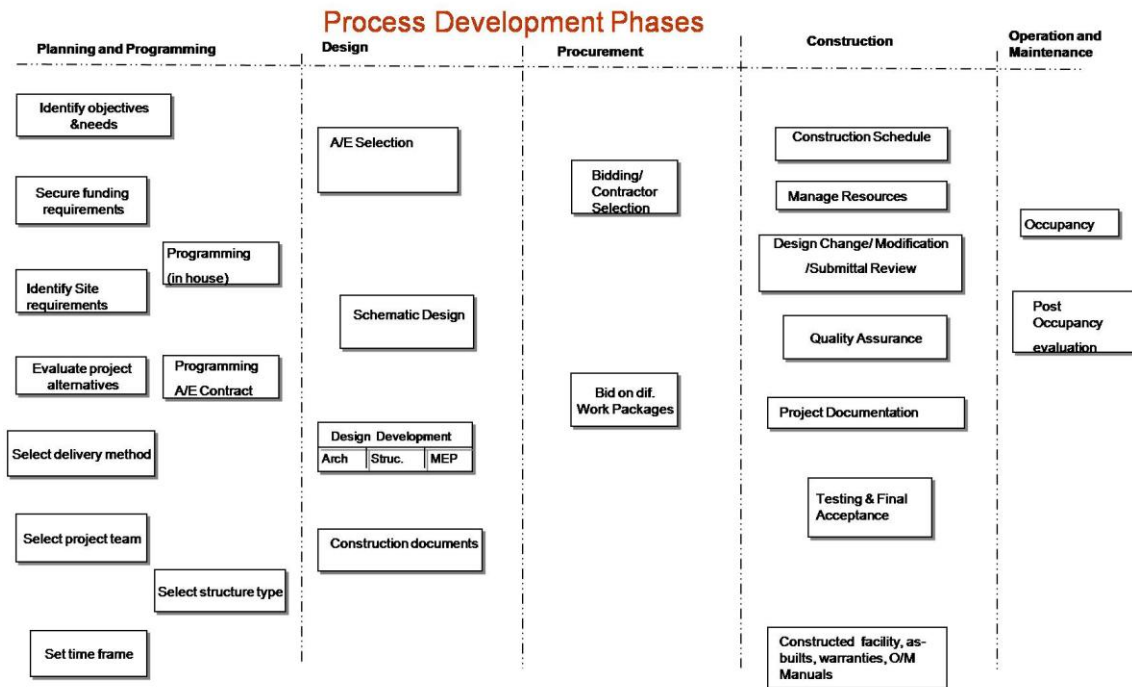 Process Development Phases
Planning and Programming
Design
Procurement
Construction
Operation and
Maintenance
Identify objectives
&needs
Secure funding
requirements
Programming
(in house)
Identify Site
requirements
Evaluate project
alternatives
Programming
A/E Contract
Select delivery method
Select project team
Select structure type
Set time frame
A/E Selection
Schematic Design
Design Development
Arch Struc. MEP
Construction documents
Bidding/
Contractor
Selection
Bid on dif.
Work Packages
Construction Schedule
Manage Resources
Design Change/ Modification
/Submittal Review
Quality Assurance
Project Documentation
Testing & Final
Acceptance
Constructed facility, as-
builts, warranties, O/M
Manuals
Occupancy
Post
Occupancy
evaluation